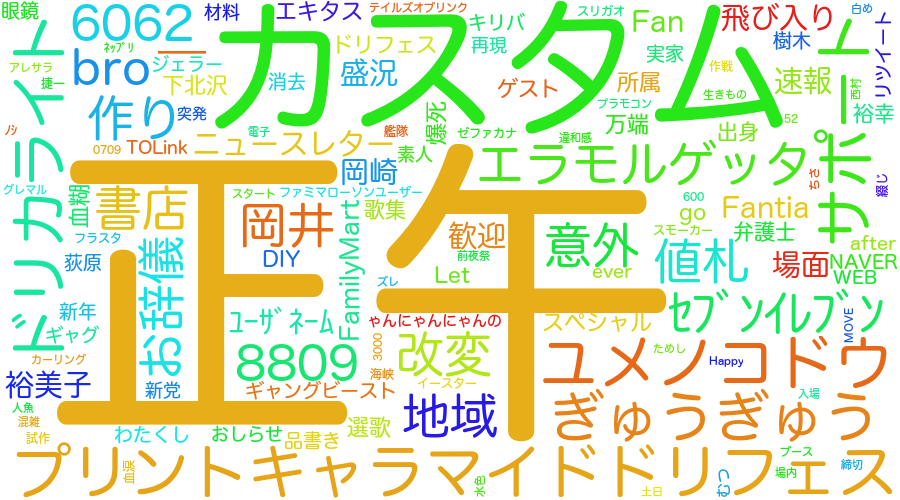 眼鏡
6062
材料
エキタス
テイルズオブリンク
カスタム
スリガオ
Fan
飛び入り
白め
リツイート
ネップリ
アレサラ
捷一
bro
ジェラー
ドリフェス
キリバ
再現
実家
樹木
下北沢
消去
盛況
ゲスト
所属
作戦
速報
西村
サポート
ドリカライト
作り
突発
プラモコン
生きもの
裕幸
ノシ
電子
ニュースレター
艦隊
爆死
ゼファカナ
違和感
万端
出身
52
0709
TOLink
岡崎
素人
エラモルゲッタ
正午
グレマル
血糊
書店
スタート
ファミマローソンユーザー
ちさ
綴じ
フラスタ
岡井
FamilyMart
歌集
歓迎
意外
600
go
Fantia
スモーカー
弁護士
荻原
お辞儀
DIY
前夜祭
Let
ever
値札
場面
after
NAVER
WEB
新年
ギャグ
ユーザネーム
ズレ
ゃんにゃんにゃんの
スペシャル
セブンイレブン
MOVE
カーリング
8809
3000
改変
ためし
Happy
ユメノコドウ
裕美子
新党
ギャングビースト
海峡
イースター
地域
入場
ぎゅうぎゅう
人魚
混雑
試作
わたくし
おしらせ
品書き
選歌
プリントキャラマイドドリフェス
血涙
水色
土日
むつ
ブース
場内
締切